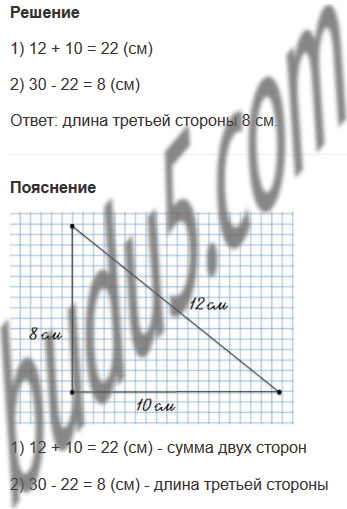 Решение
1) 12 + 10 = 22 (см)
2) 30 - 22 = 8 (см)
Ответ: длина третьей стороны 8 см.
Пояснение
12 см
8 см
10 см
1) 12 + 10 = 22 (см) - сумма двух сторон
2) 30 - 22 = 8 (см) - длина третьей стороны
pudu5.com